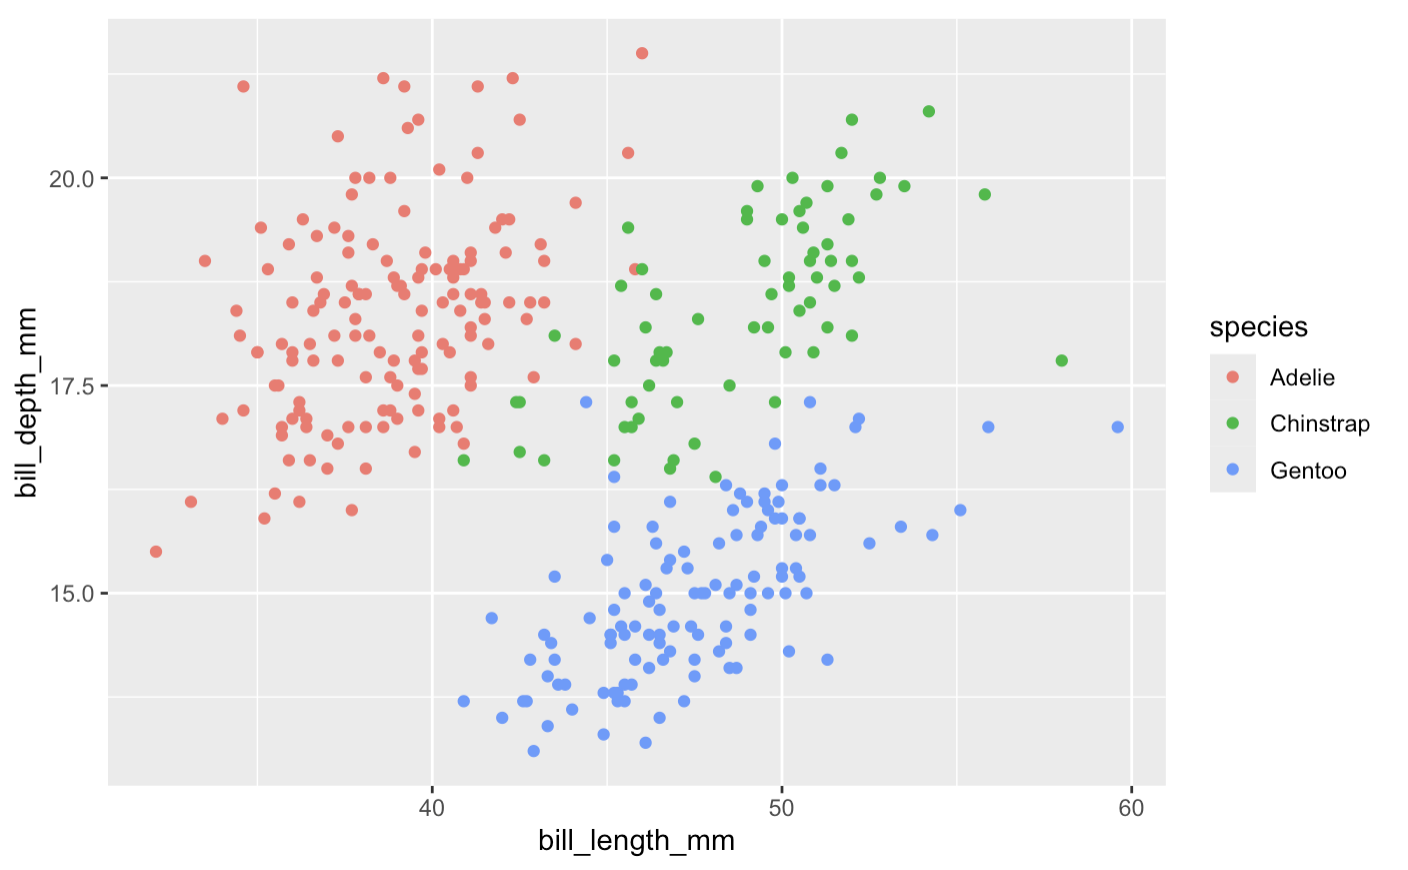 bill_depth_mm
20.0
17.5
15.0
40
50
60
bill_length_mm
species
Adelie
Chinstrap
Gentoo